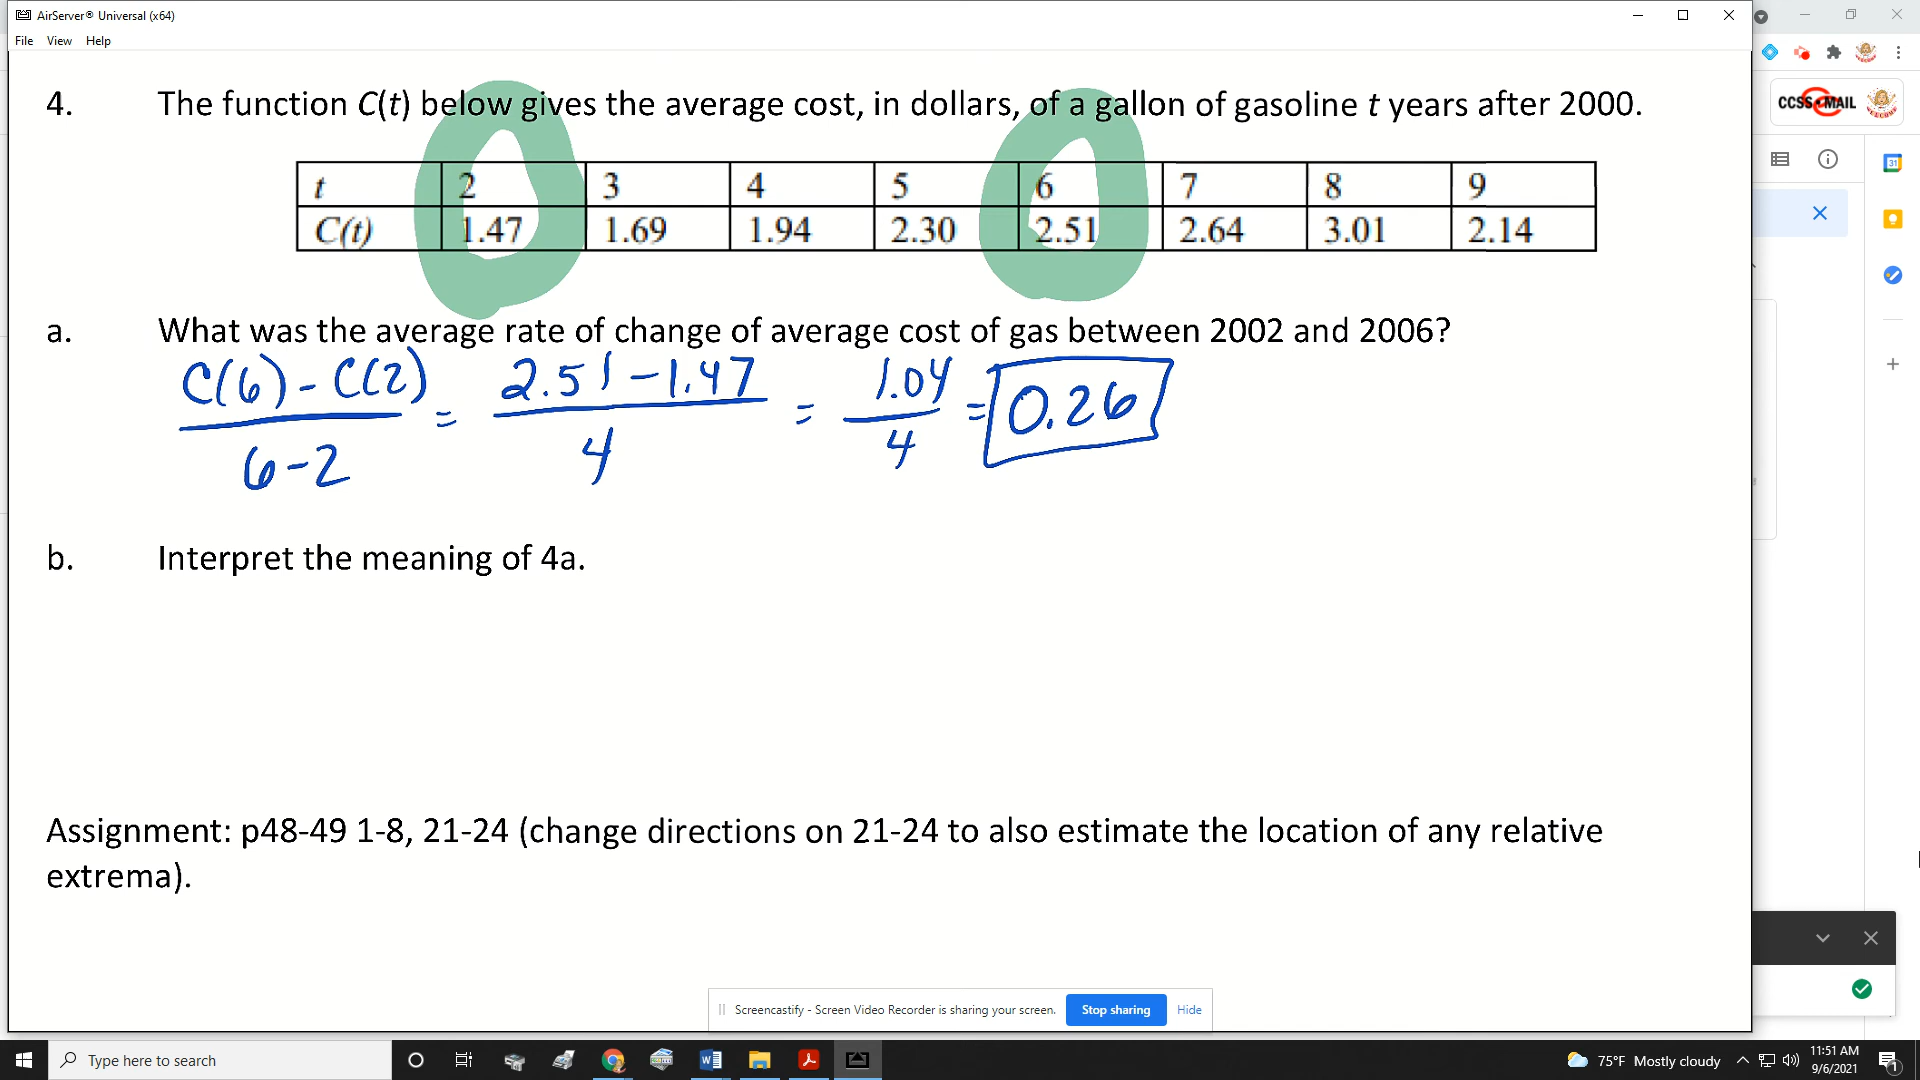 AirServer® Universal (x64)
File View Help
4. The function C(t) below gives the average cost, in dollars, of a gallon of gasoline t years after 2000.
t 2 3 4 5 6 7 8 9
C(t) 1.47 1.69 1.94 2.30 2.51 2.64 3.01 2.14
a. What was the average rate of change of average cost of gas between 2002 and 2006?
C(6) - C(2) / 6 - 2 = 2.51 - 1.47 / 4 = 1.04 / 4 = 0.26
b. Interpret the meaning of 4a.
Assignment: p48-49 1-8, 21-24 (change directions on 21-24 to also estimate the location of any relative
extrema).
CCSS MAIL
31
Screencastify - Screen Video Recorder is sharing your screen. Stop sharing Hide
Type here to search
75°F Mostly cloudy
11:51 AM
9/6/2021
1